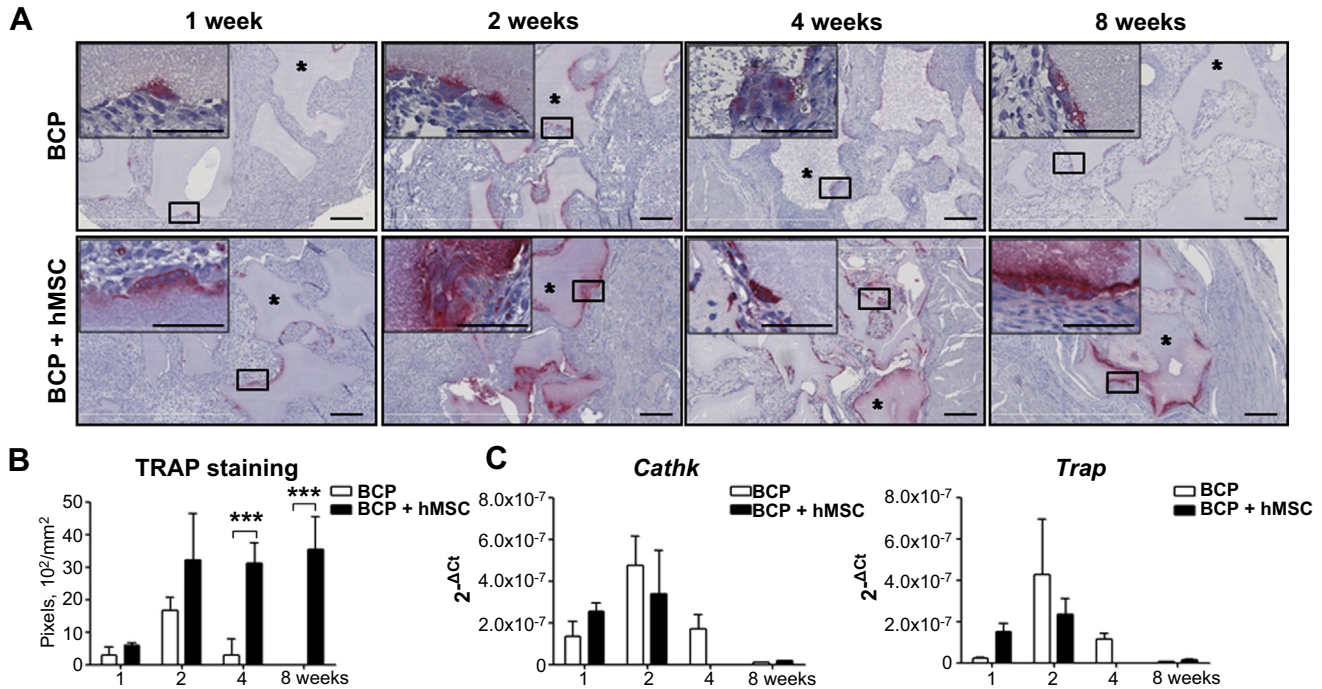 A
1 week 2 weeks 4 weeks 8 weeks
BCP
* * * *
BCP + hMSC
* * * *
B
TRAP staining
BCP
BCP + hMSC
Pixels, 10²/mm²
50
40
30
20
10
0
*** ***
1 2 4 8 weeks
C
Cathk
BCP
BCP + hMSC
2^-ΔCt
8.0x10⁻⁷
6.0x10⁻⁷
4.0x10⁻⁷
2.0x10⁻⁷
0
1 2 4 8 weeks
Trap
BCP
BCP + hMSC
2^-ΔCt
8.0x10⁻⁷
6.0x10⁻⁷
4.0x10⁻⁷
2.0x10⁻⁷
0
1 2 4 8 weeks